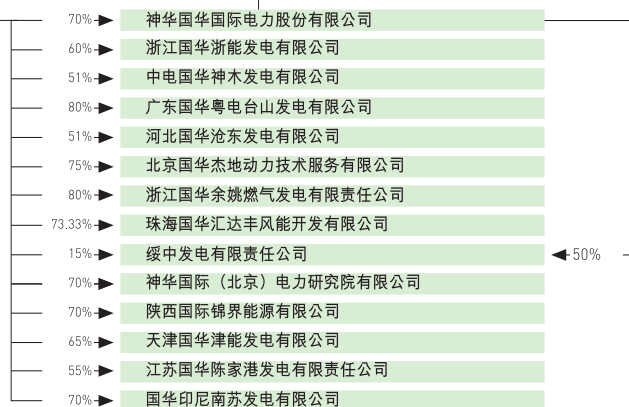 70% 神华国华国际电力股份有限公司
60% 浙江国华浙能发电有限公司
51% 中电国华神木发电有限公司
80% 广东国华粤电台山发电有限公司
51% 河北国华沧东发电有限公司
75% 北京国华杰地动力技术服务有限公司
80% 浙江国华余姚燃气发电有限责任公司
73.33% 珠海国华汇达丰风能开发有限公司
15% 绥中发电有限责任公司 50%
70% 神华国际（北京）电力研究院有限公司
70% 陕西国际锦界能源有限公司
65% 天津国华津能发电有限公司
55% 江苏国华陈家港发电有限责任公司
70% 国华印尼南苏发电有限公司